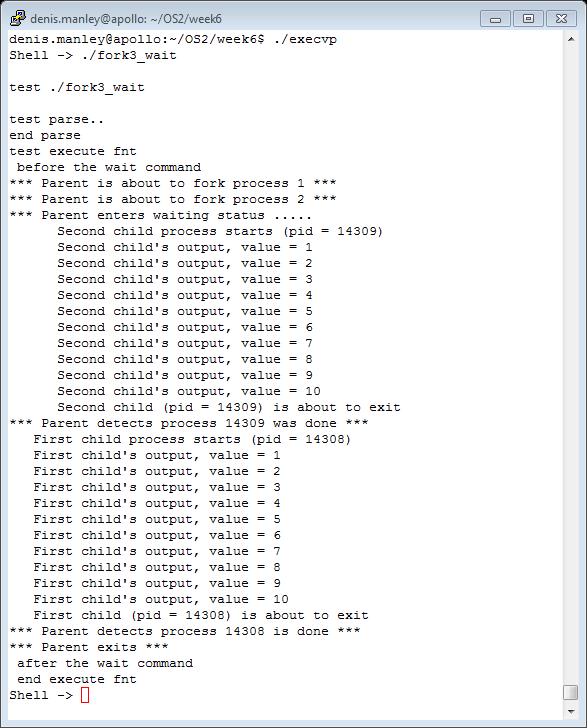 denis.manley@apollo: ~/OS2/week6
denis.manley@apollo:~/OS2/week6$ ./execvp
Shell -> ./fork3_wait
test ./fork3_wait
test parse..
end parse
test execute fnt
before the wait command
*** Parent is about to fork process 1 ***
*** Parent is about to fork process 2 ***
*** Parent enters waiting status .....
Second child process starts (pid = 14309)
Second child's output, value = 1
Second child's output, value = 2
Second child's output, value = 3
Second child's output, value = 4
Second child's output, value = 5
Second child's output, value = 6
Second child's output, value = 7
Second child's output, value = 8
Second child's output, value = 9
Second child's output, value = 10
Second child (pid = 14309) is about to exit
*** Parent detects process 14309 was done ***
First child process starts (pid = 14308)
First child's output, value = 1
First child's output, value = 2
First child's output, value = 3
First child's output, value = 4
First child's output, value = 5
First child's output, value = 6
First child's output, value = 7
First child's output, value = 8
First child's output, value = 9
First child's output, value = 10
First child (pid = 14308) is about to exit
*** Parent detects process 14308 is done ***
*** Parent exits ***
after the wait command
end execute fnt
Shell ->